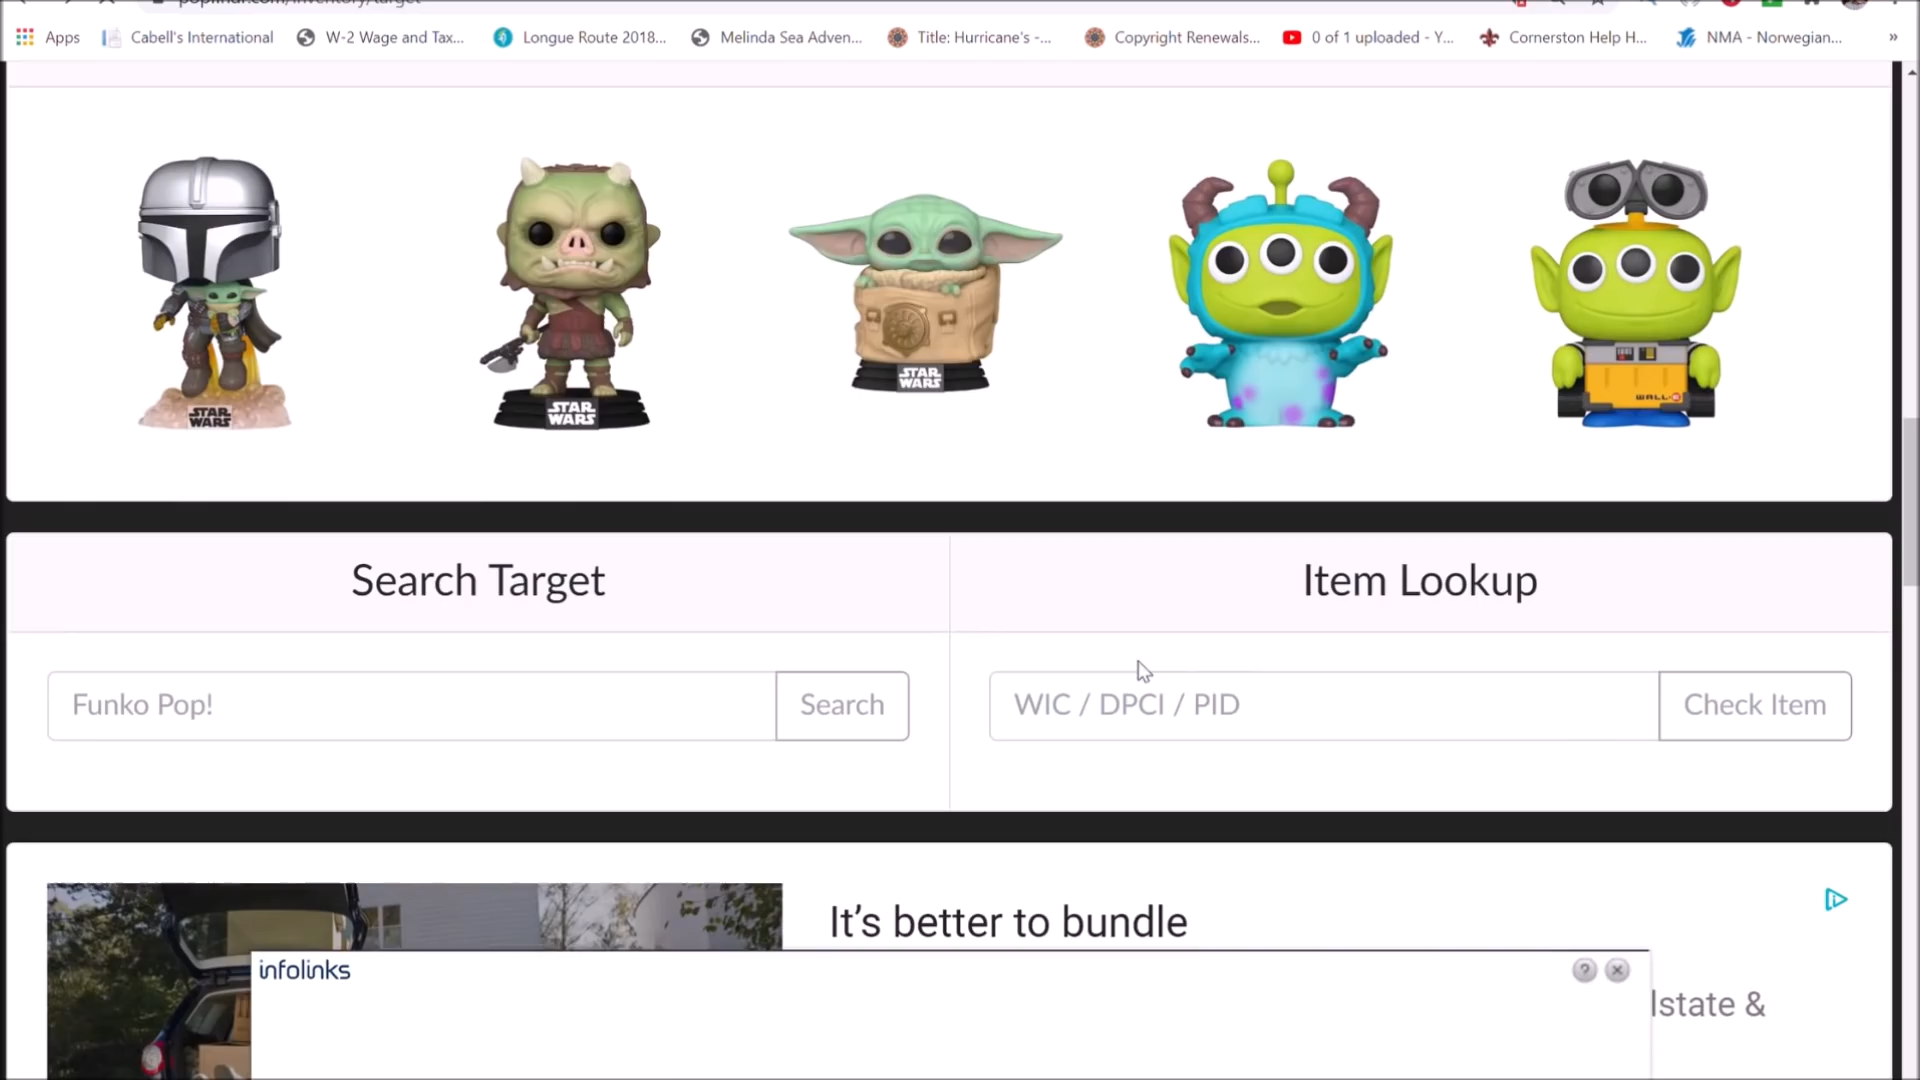 Apps
Cabell's International
W-2 Wage and Tax...
Longue Route 2018...
Melinda Sea Adven...
Title: Hurricane's -...
Copyright Renewals...
0 of 1 uploaded - Y...
Cornerston Help H...
NMA - Norwegian...
»
STAR WARS
STAR WARS
STAR WARS
WALL•E
Search Target
Item Lookup
Funko Pop!
Search
WIC / DPCI / PID
Check Item
It's better to bundle
infolinks
lstate &